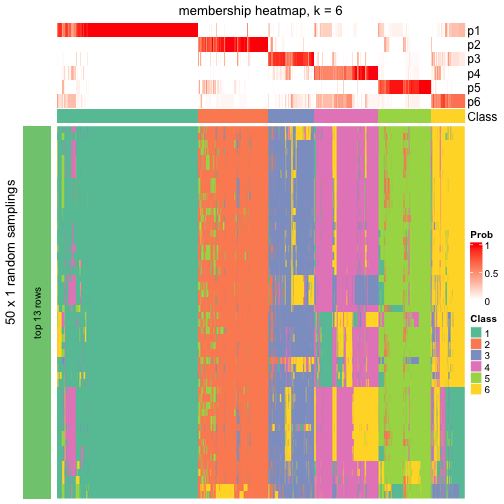 membership heatmap, k = 6
p1
p2
p3
p4
p5
p6
Class
50 x 1 random samplings
top 13 rows
Prob
1
0.5
0
Class
1
2
3
4
5
6